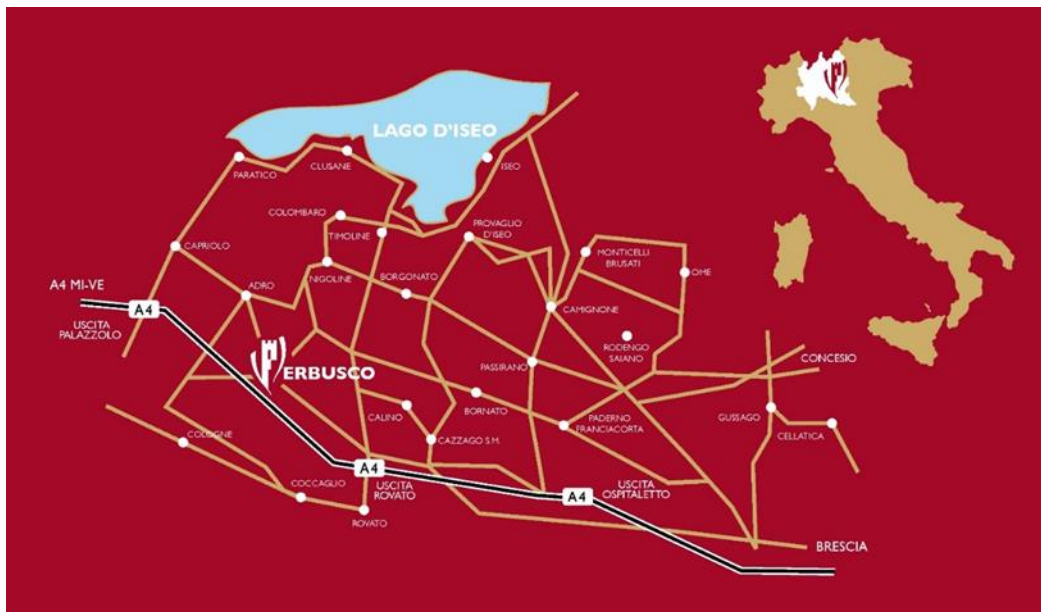 LAGO D'ISEO
CLUSANE
ISEO
PARATICO
COLOMBARO
TIMOLINE
PROVAGLIO
D'ISEO
CAPRIOLO
MONTICELLI
BRUSATI
OME
NIGOLINE
BORGONATO
A4 MI-VE
ADRO
A4
CAMIGNONE
USCITA
PALAZZOLO
RODENGO
SAIANO
CONCESIO
ERBUSCO
PASSIRANO
CALINO
BORNATO
PADERNO
FRANCIACORTA
GUSSAGO
CELLATICA
COLOGNE
CAZZAGO S.M.
A4
USCITA
ROVATO
COCCAGLIO
ROVATO
A4
USCITA
OSPITALETTO
BRESCIA